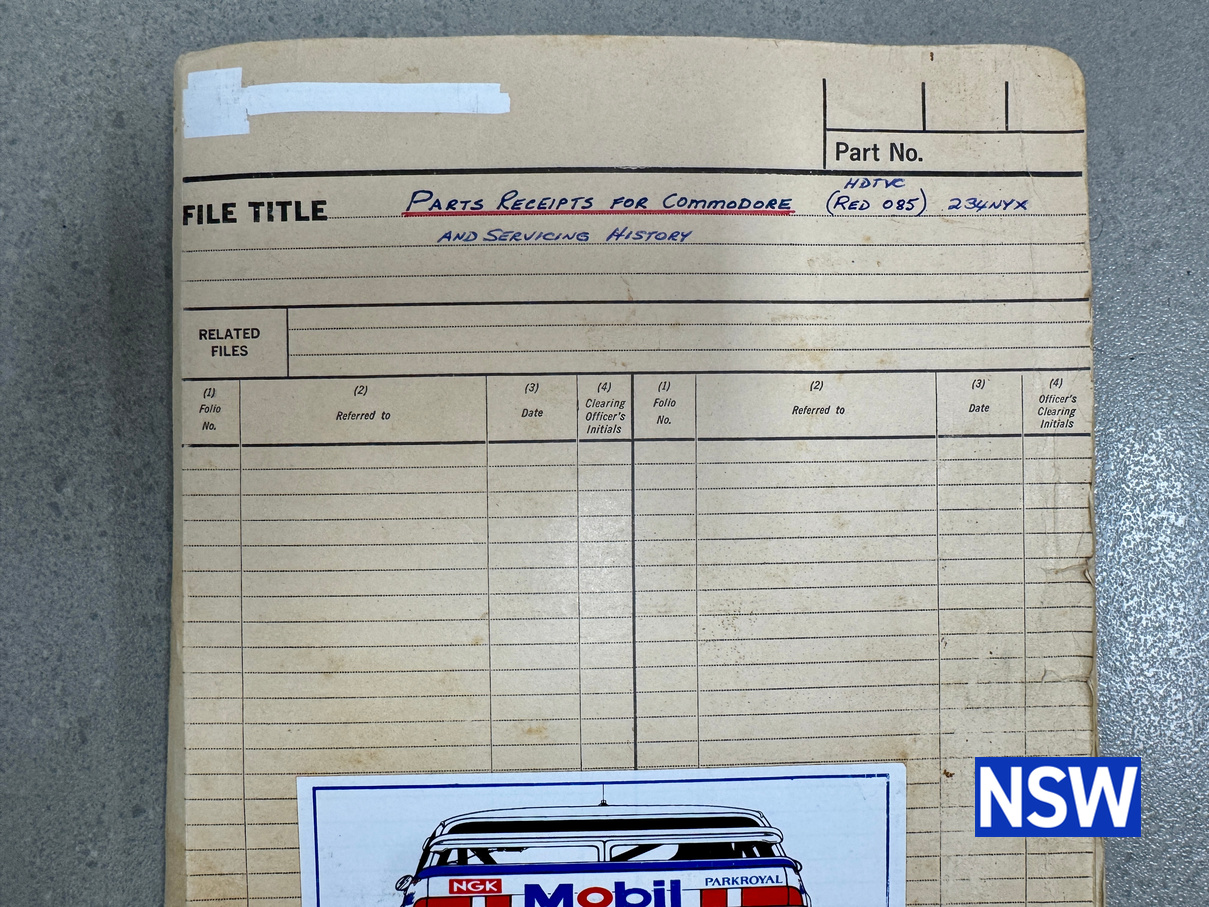 Part No.
HDTVC
FILE TITLE PARTS RECEIPTS FOR COMMODORE (RED 085) 234NYX
AND SERVICING HISTORY
RELATED
FILES
(1) (2) (3) (4) (1) (2) (3) (4)
Folio No. Referred to Date Clearing Officer's Initials Folio No. Referred to Date Officer's Clearing Initials
NSW
NGK Mobil PARKROYAL